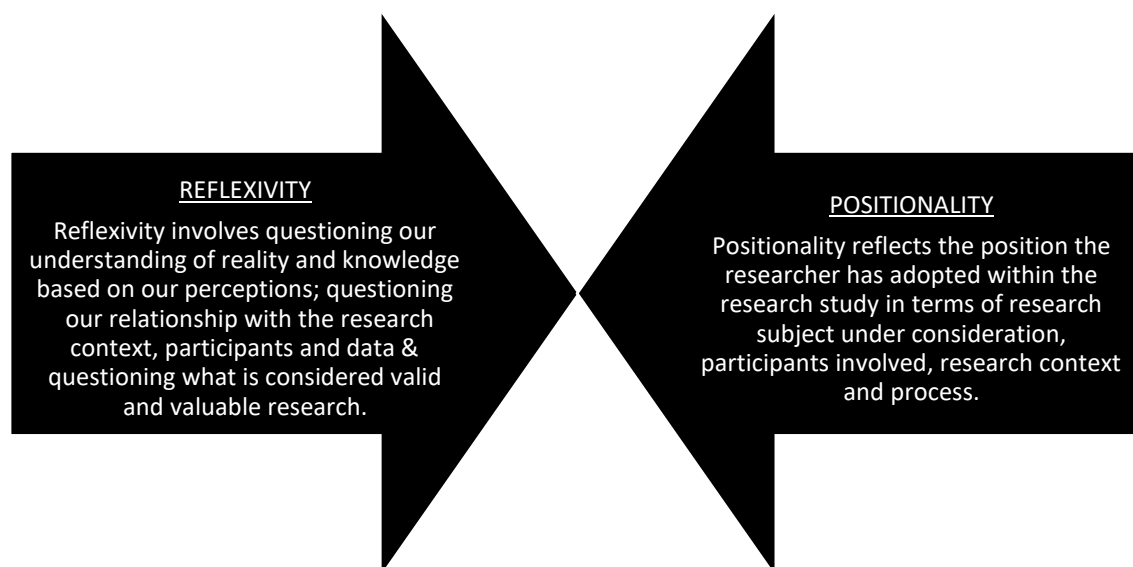 REFLEXIVITY
Reflexivity involves questioning our
understanding of reality and knowledge
based on our perceptions; questioning
our relationship with the research
context, participants and data &
questioning what is considered valid
and valuable research.
POSITIONALITY
Positionality reflects the position the
researcher has adopted within the
research study in terms of research
subject under consideration,
participants involved, research context
and process.